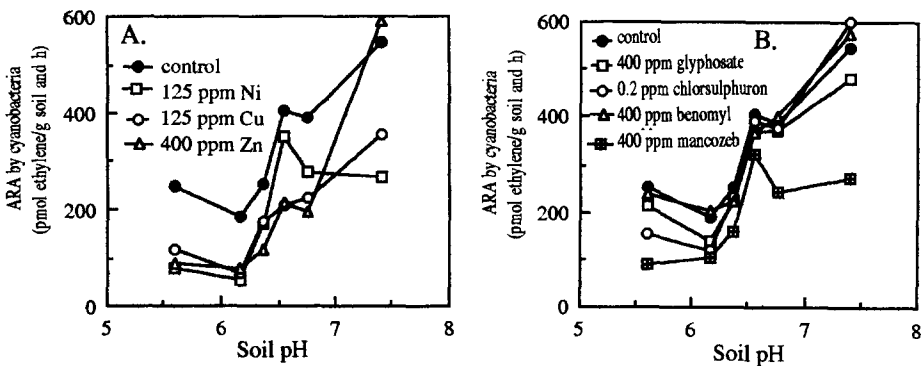 A.
ARA by cyanobacteria
(pmol ethylene/g soil and h)
600
400
200
0
control
125 ppm Ni
125 ppm Cu
400 ppm Zn
5
6
7
8
Soil pH
B.
ARA by cyanobacteria
(pmol ethylene/g soil and h)
600
400
200
0
control
400 ppm glyphosate
0.2 ppm chlorsulphuron
400 ppm benomyl
400 ppm mancozeb
5
6
7
8
Soil pH